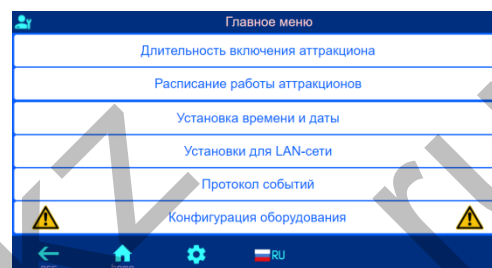 Главное меню
Длительность включения аттракциона
Расписание работы аттракционов
Установка времени и даты
Установки для LAN-сети
Протокол событий
Конфигурация оборудования
RU